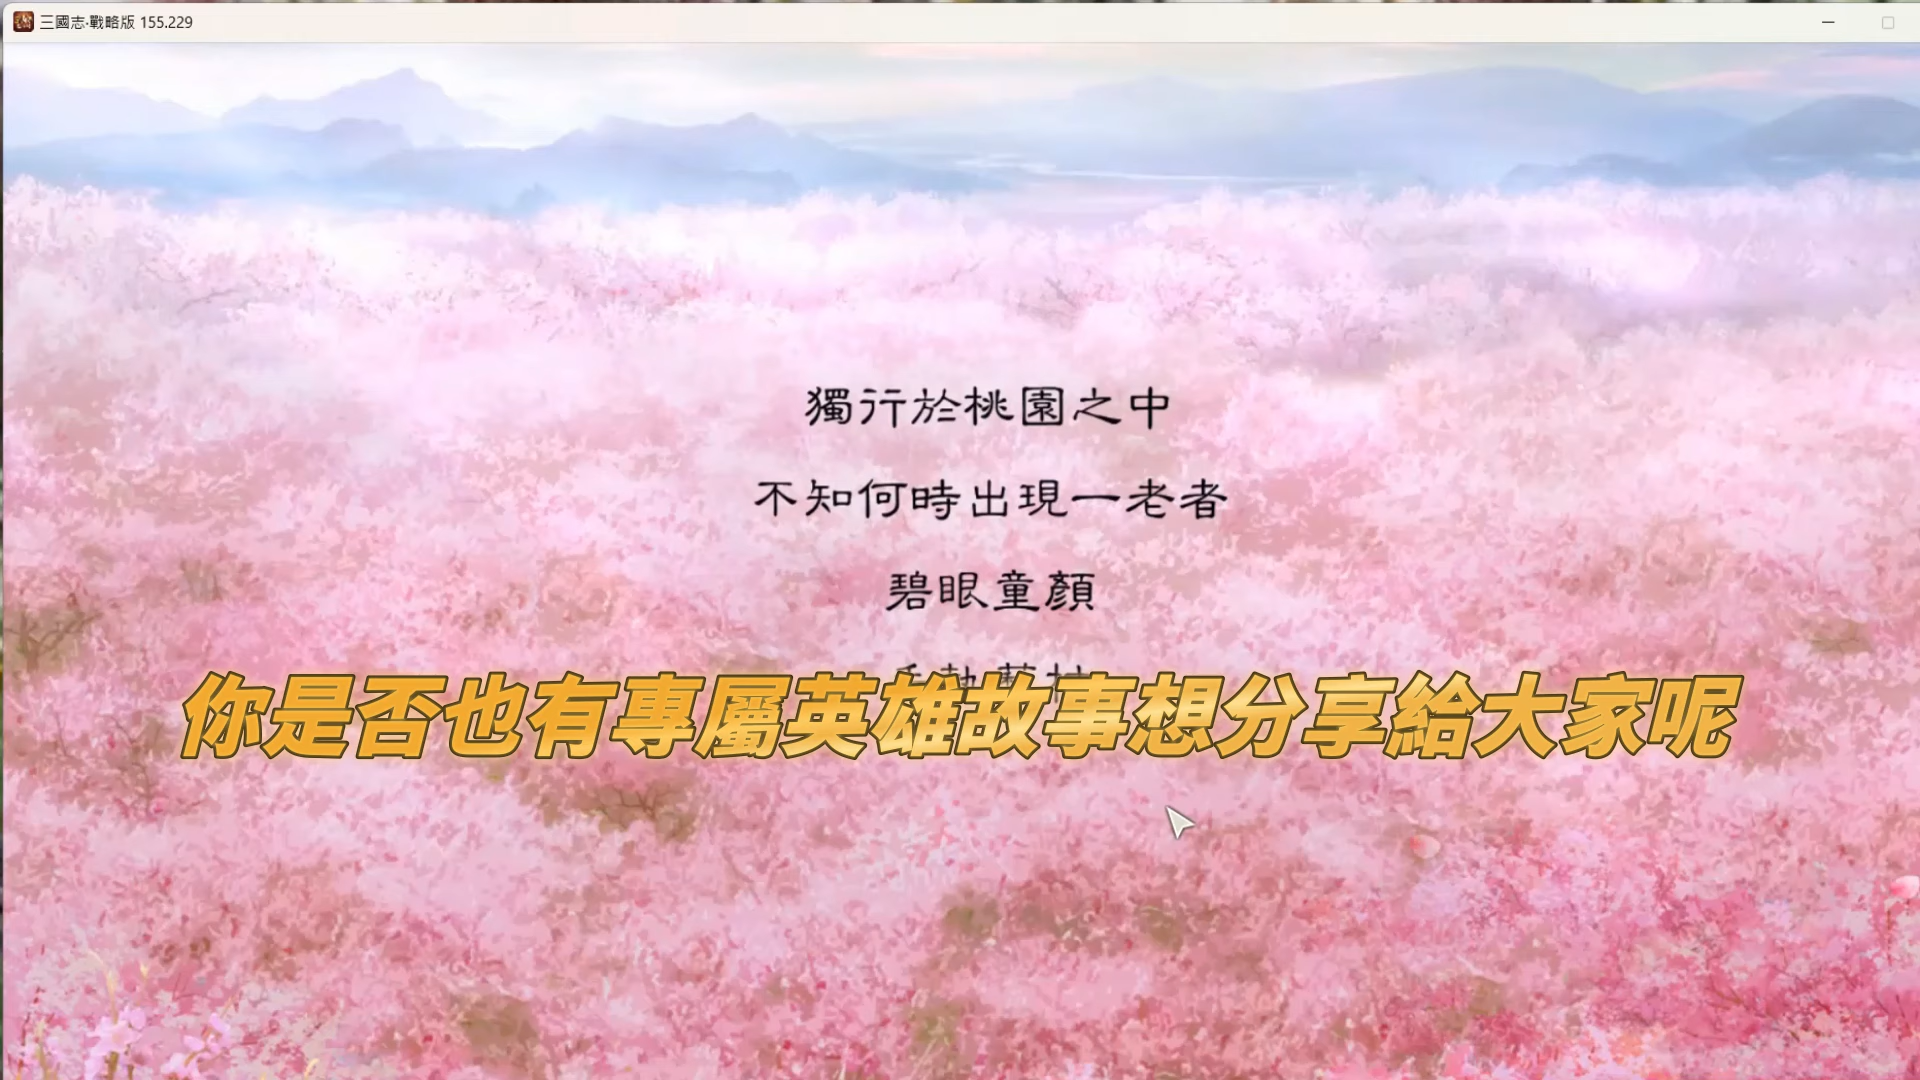 三國志·戰略版 155.229
獨行於桃園之中
不知何時出現一老者
碧眼童顏
你是否也有專屬英雄故事想分享給大家呢